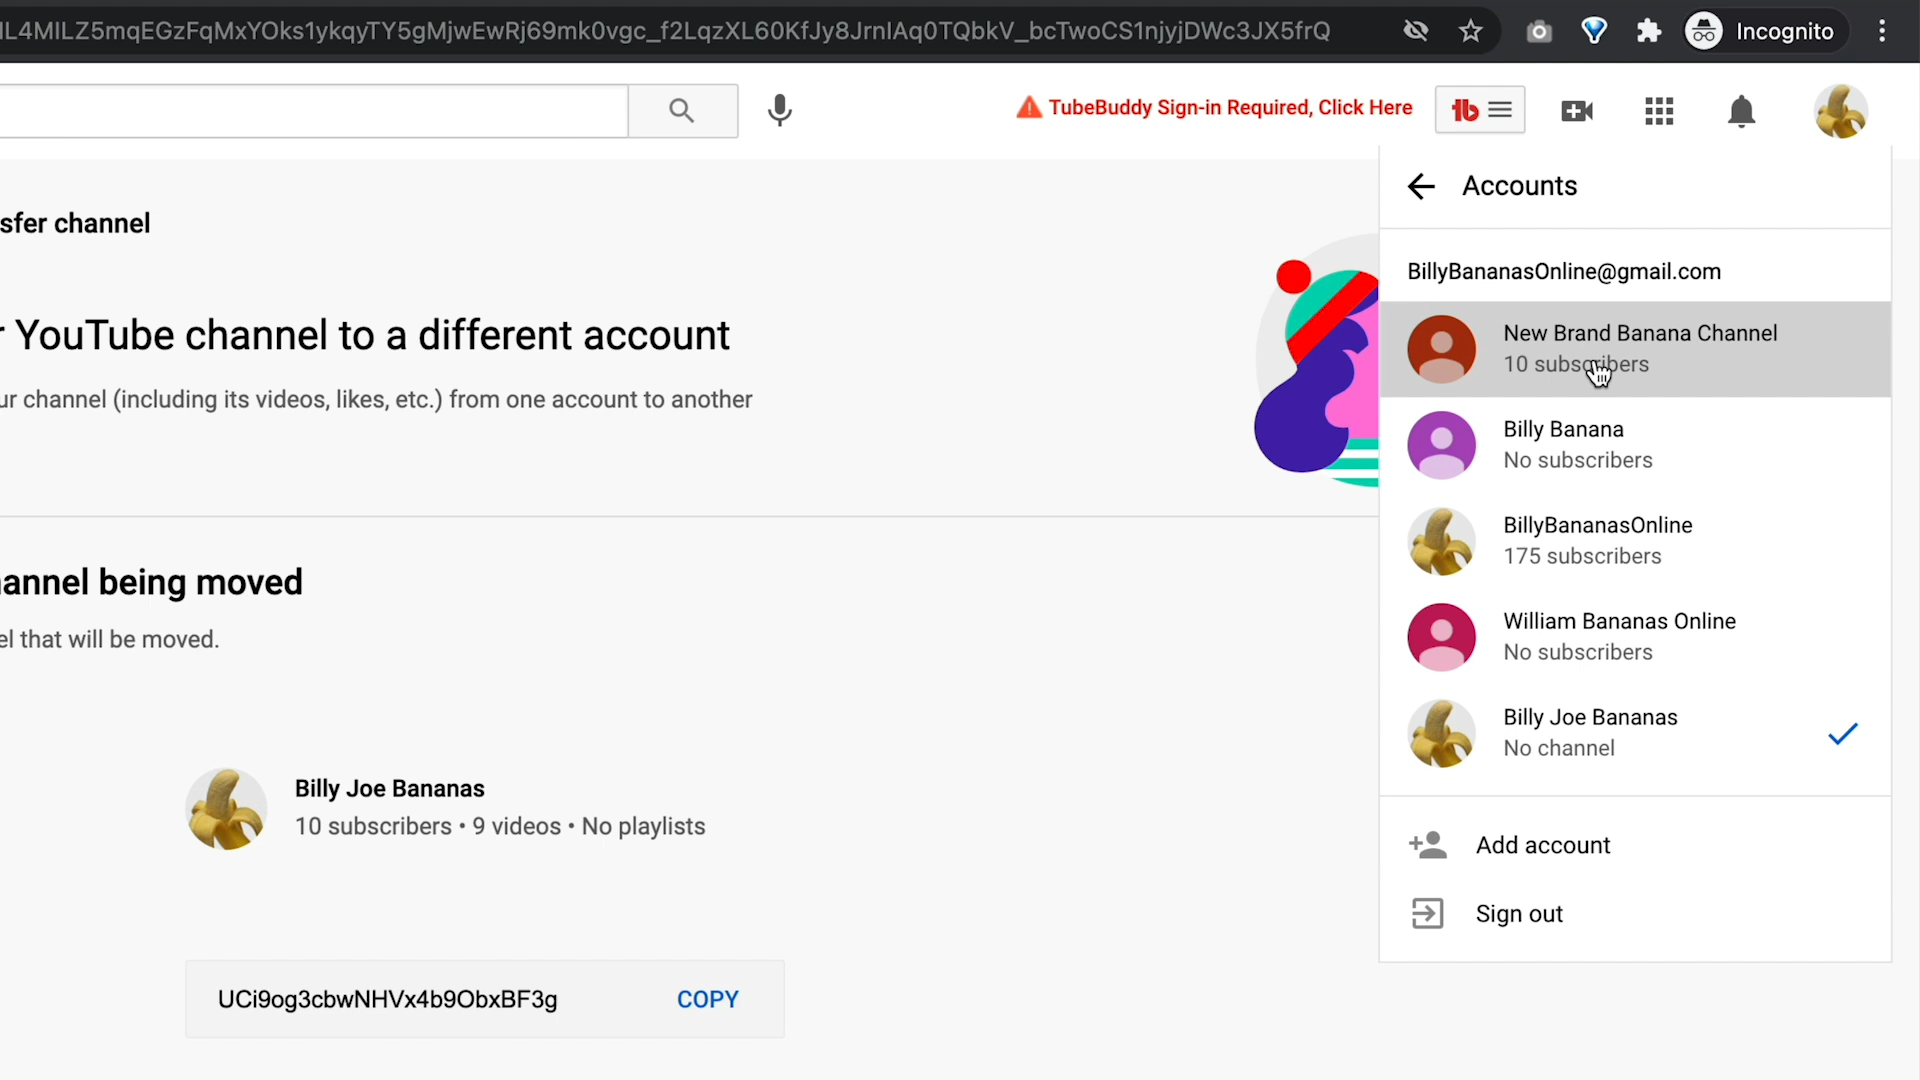 IL4MILZ5mqEGzFqMxYOks1ykqyTY5gMjwEwRj69mk0vgc_f2LqzXL60KfJy8JrnIAq0TQbkV_bcTwoCS1njyjDWc3JX5frQ
Incognito
TubeBuddy Sign-in Required, Click Here
Accounts
sfer channel
BillyBananasOnline@gmail.com
r YouTube channel to a different account
New Brand Banana Channel
10 subscribers
ur channel (including its videos, likes, etc.) from one account to another
Billy Banana
No subscribers
BillyBananasOnline
175 subscribers
annel being moved
el that will be moved.
William Bananas Online
No subscribers
Billy Joe Bananas
No channel
Billy Joe Bananas
10 subscribers • 9 videos • No playlists
Add account
Sign out
UCi9og3cbwNHVx4b9ObxBF3g COPY